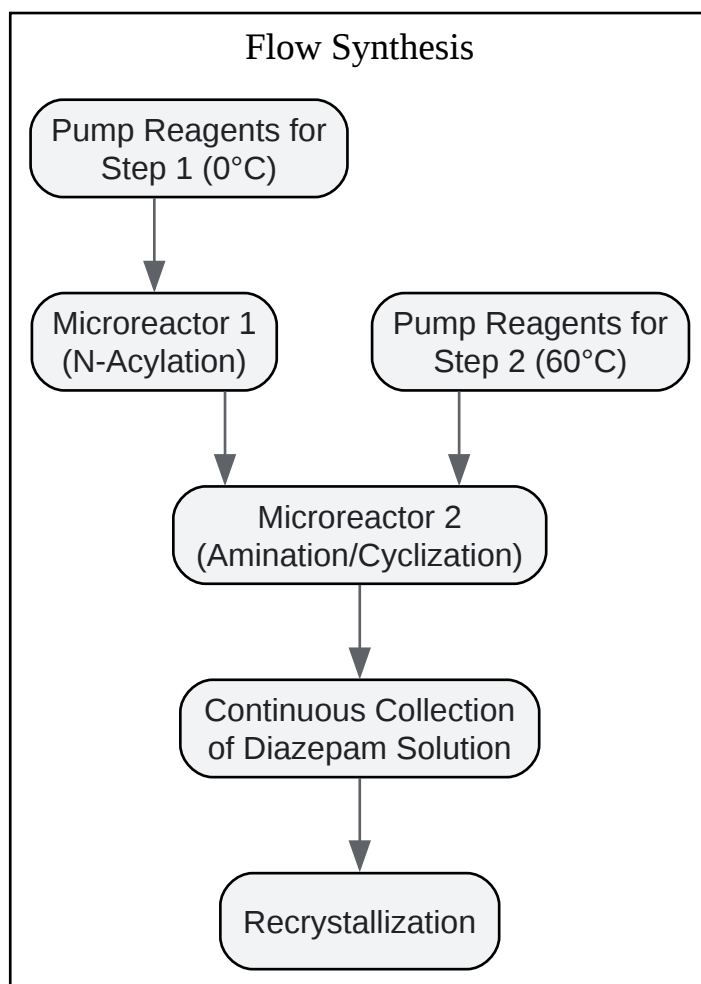 Flow Synthesis
Pump Reagents for
Step 1 (0°C)
Microreactor 1
(N-Acylation)
Pump Reagents for
Step 2 (60°C)
Microreactor 2
(Amination/Cyclization)
Continuous Collection
of Diazepam Solution
Recrystallization